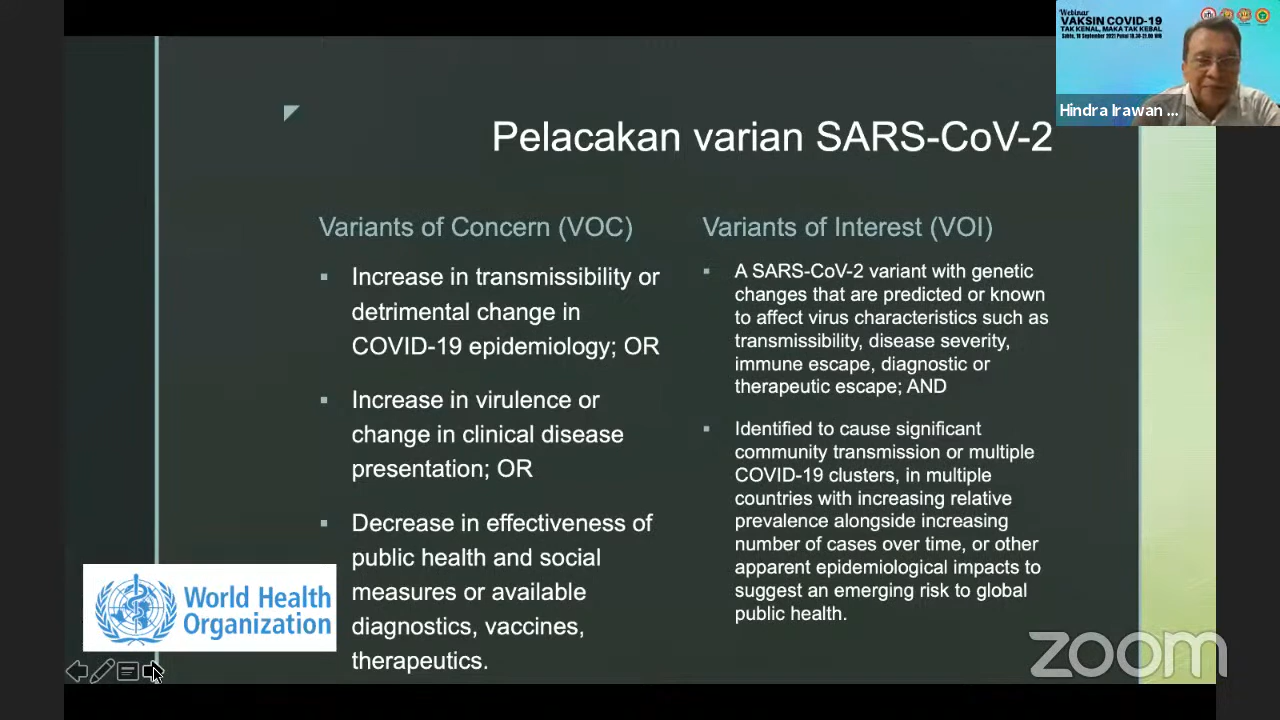 Webinar
VAKSIN COVID-19
TAK KENAL, MAKA TAK KEBAL
Hindra Irawan ...
Pelacakan varian SARS-CoV-2
Variants of Concern (VOC)
▪ Increase in transmissibility or
detrimental change in
COVID-19 epidemiology; OR
▪ Increase in virulence or
change in clinical disease
presentation; OR
▪ Decrease in effectiveness of
public health and social
measures or available
diagnostics, vaccines,
therapeutics.
Variants of Interest (VOI)
▪ A SARS-CoV-2 variant with genetic
changes that are predicted or known
to affect virus characteristics such as
transmissibility, disease severity,
immune escape, diagnostic or
therapeutic escape; AND
▪ Identified to cause significant
community transmission or multiple
COVID-19 clusters, in multiple
countries with increasing relative
prevalence alongside increasing
number of cases over time, or other
apparent epidemiological impacts to
suggest an emerging risk to global
public health.
World Health
Organization
zoom